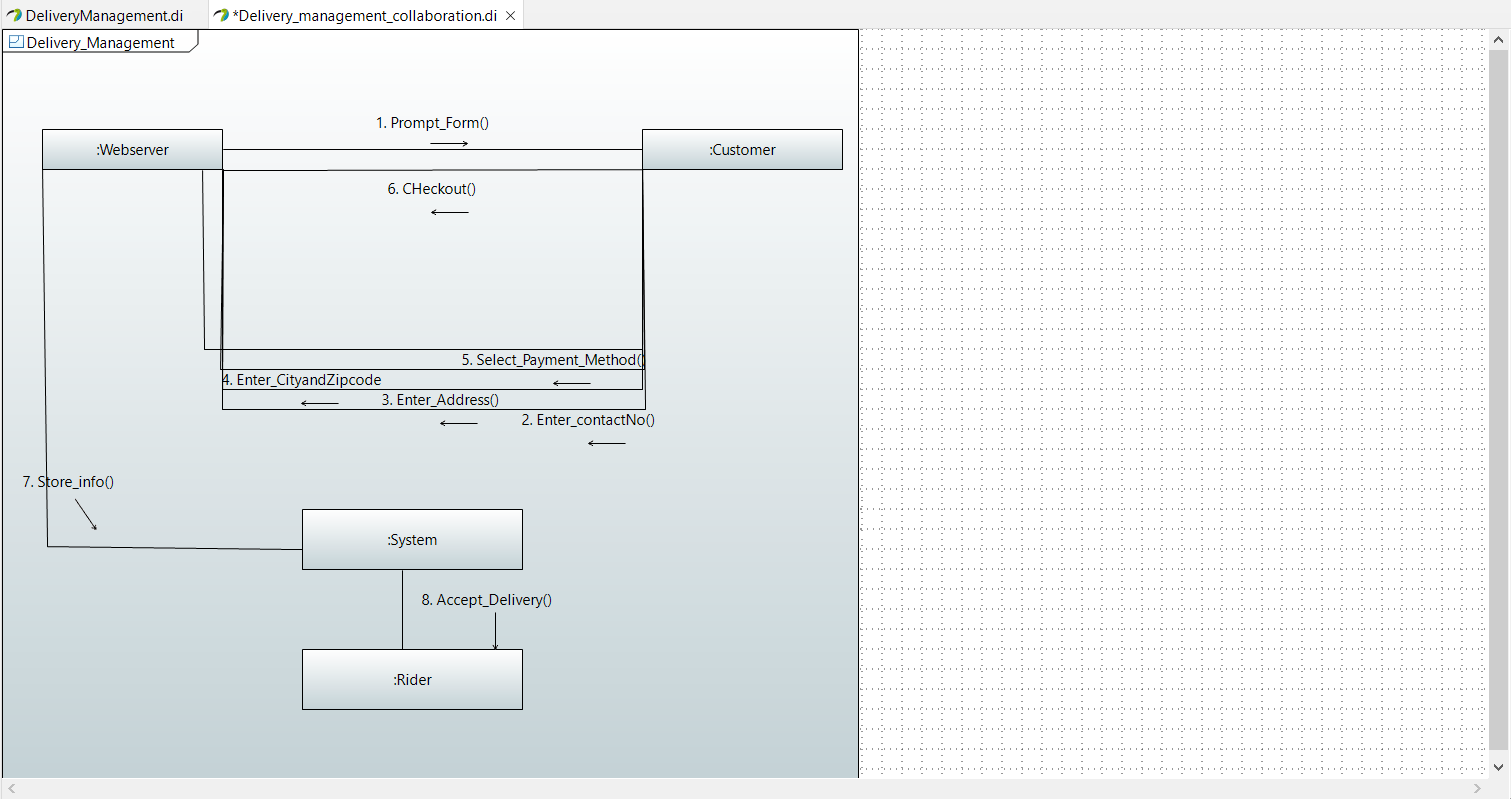 DeliveryManagement.di
*Delivery_management_collaboration.di
Delivery_Management
1. Prompt_Form()
:Webserver
:Customer
6. CHeckout()
5. Select_Payment_Method()
4. Enter_CityandZipcode
3. Enter_Address()
2. Enter_contactNo()
7. Store_info()
:System
8. Accept_Delivery()
:Rider